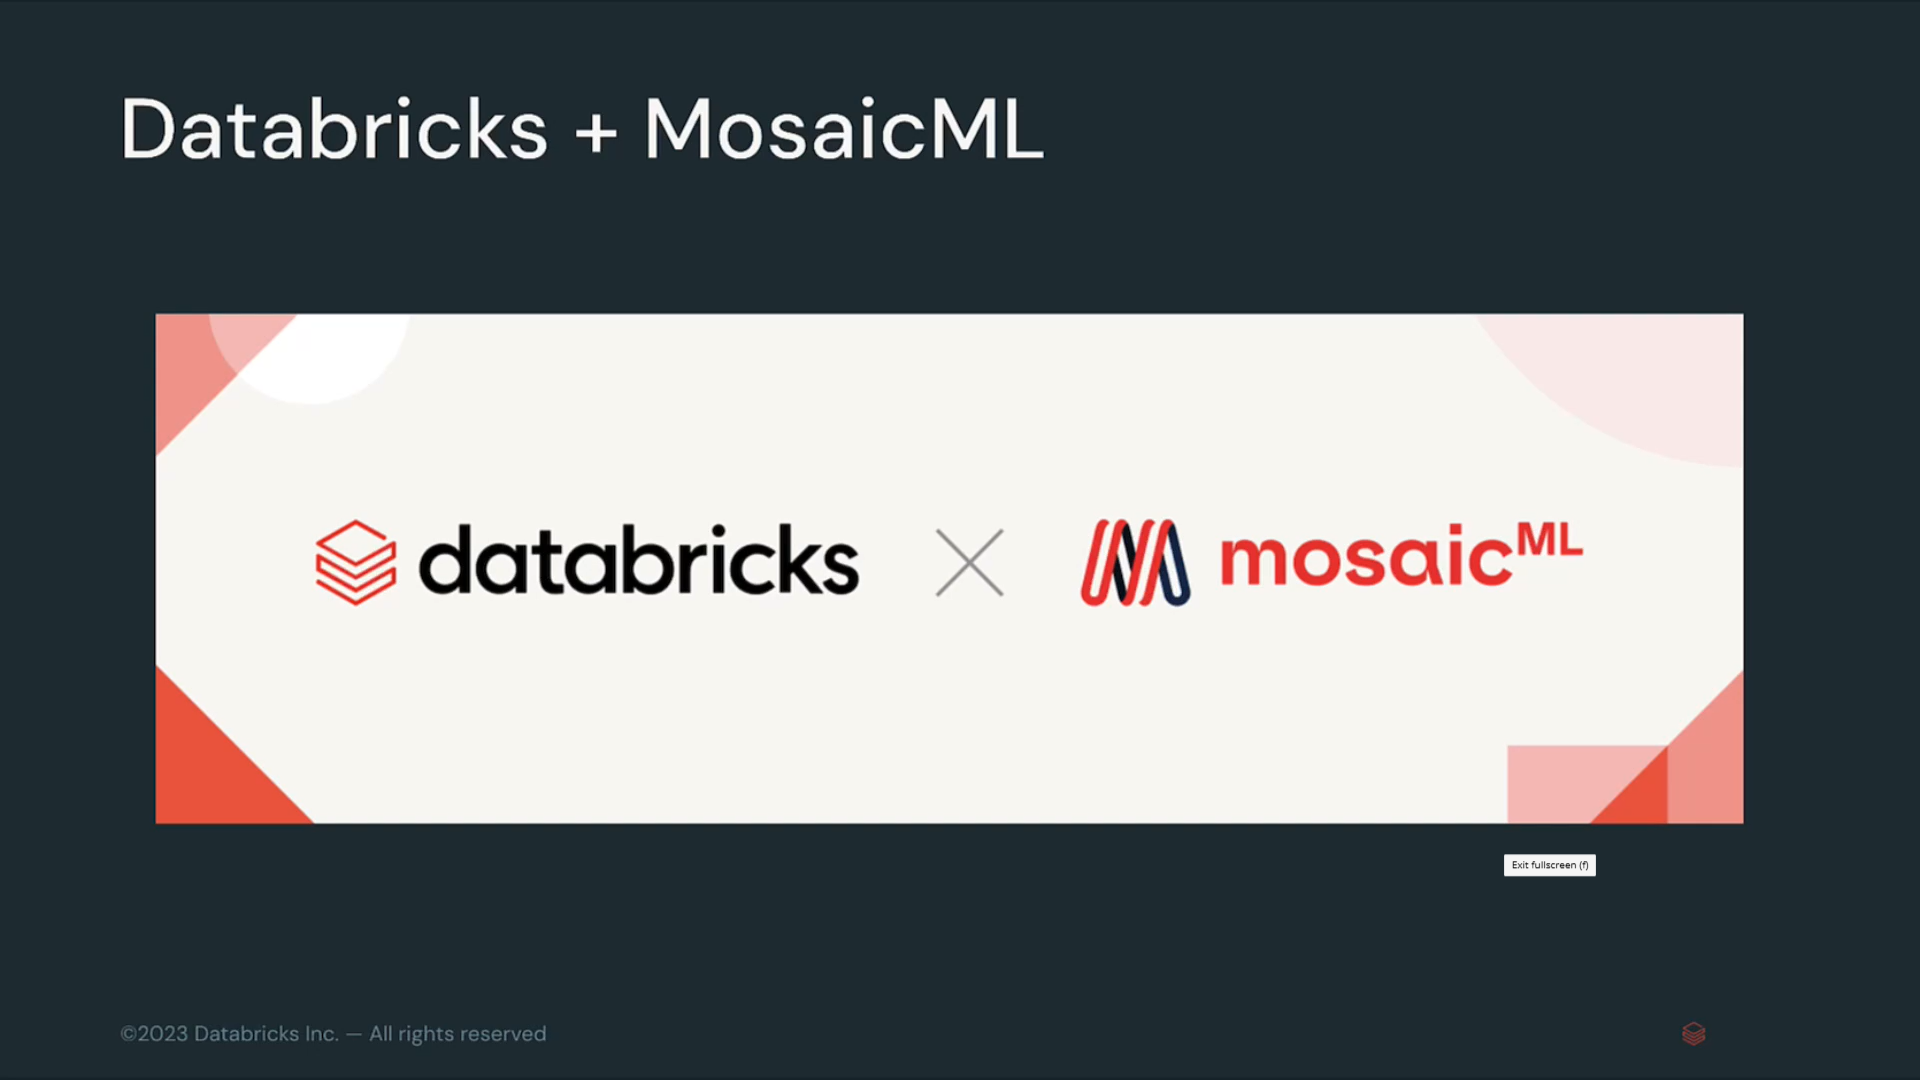 Databricks + MosaicML
databricks
mosaicML
Exit fullscreen (f)
©2023 Databricks Inc. — All rights reserved